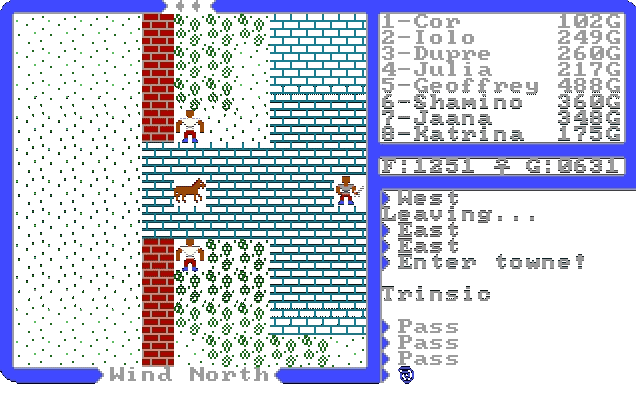 1-Cor 102G
2-Iolo 249G
3-Dupre 260G
4-Julia 217G
5-Geoffrey 488G
6-Shamino 360G
7-Jaana 348G
8-Katrina 175G
F:1251 ♀ G:0631
West
Leaving...
East
East
Enter towne!
Trinsic
Pass
Pass
Pass
Wind North